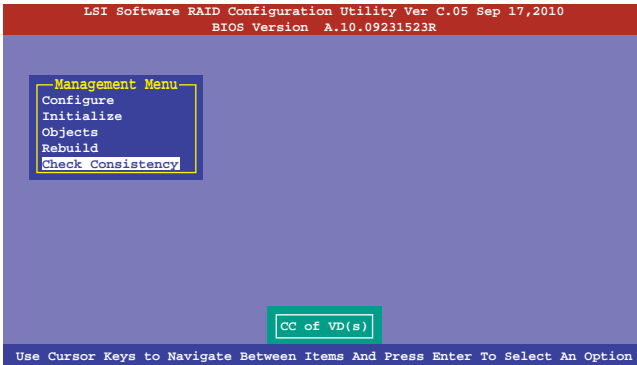 LSI Software RAID Configuration Utility Ver C.05 Sep 17,2010
BIOS Version A.10.09231523R
Management Menu
Configure
Initialize
Objects
Rebuild
Check Consistency
CC of VD(s)
Use Cursor Keys to Navigate Between Items And Press Enter To Select An Option